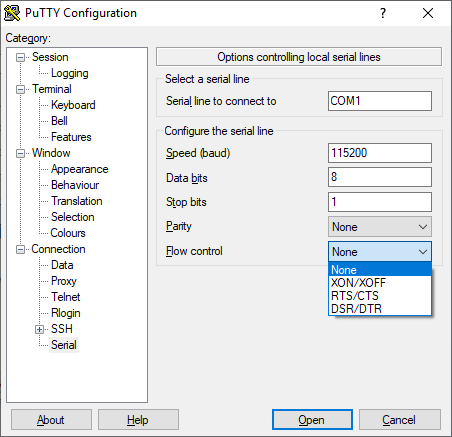 PuTTY Configuration
?
Category:
Session
Logging
Terminal
Keyboard
Bell
Features
Window
Appearance
Behaviour
Translation
Selection
Colours
Connection
Data
Proxy
Telnet
Rlogin
SSH
Serial
Options controlling local serial lines
Select a serial line
Serial line to connect to COM1
Configure the serial line
Speed (baud) 115200
Data bits 8
Stop bits 1
Parity None
Flow control None
None
XON/XOFF
RTS/CTS
DSR/DTR
About Help Open Cancel